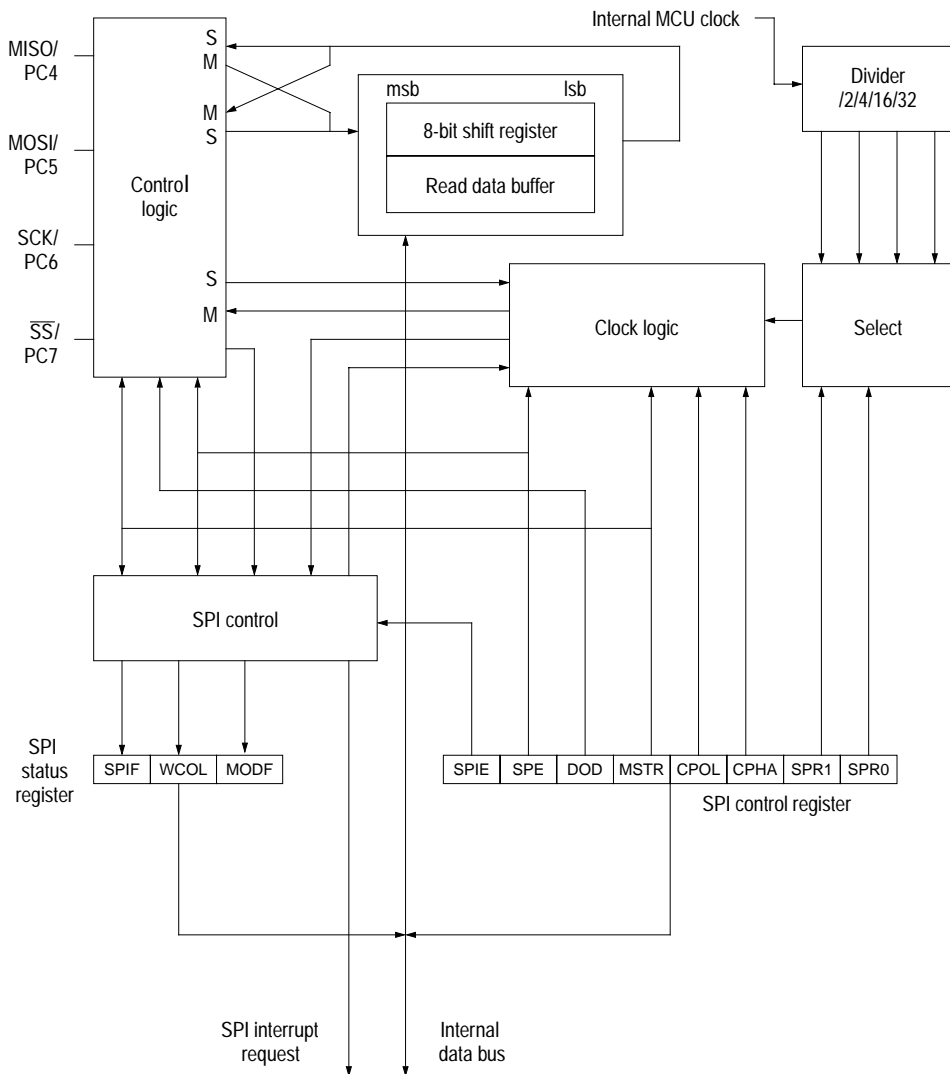 Internal MCU clock
MISO/
PC4
MOSI/
PC5
SCK/
PC6
SS/
PC7
Control
logic
S
M
M
S
S
M
msb
lsb
8-bit shift register
Read data buffer
Divider
/2/4/16/32
Clock logic
Select
SPI control
SPI
status
register
SPIF
WCOL
MODF
SPIE
SPE
DOD
MSTR
CPOL
CPHA
SPR1
SPR0
SPI control register
SPI interrupt
request
Internal
data bus